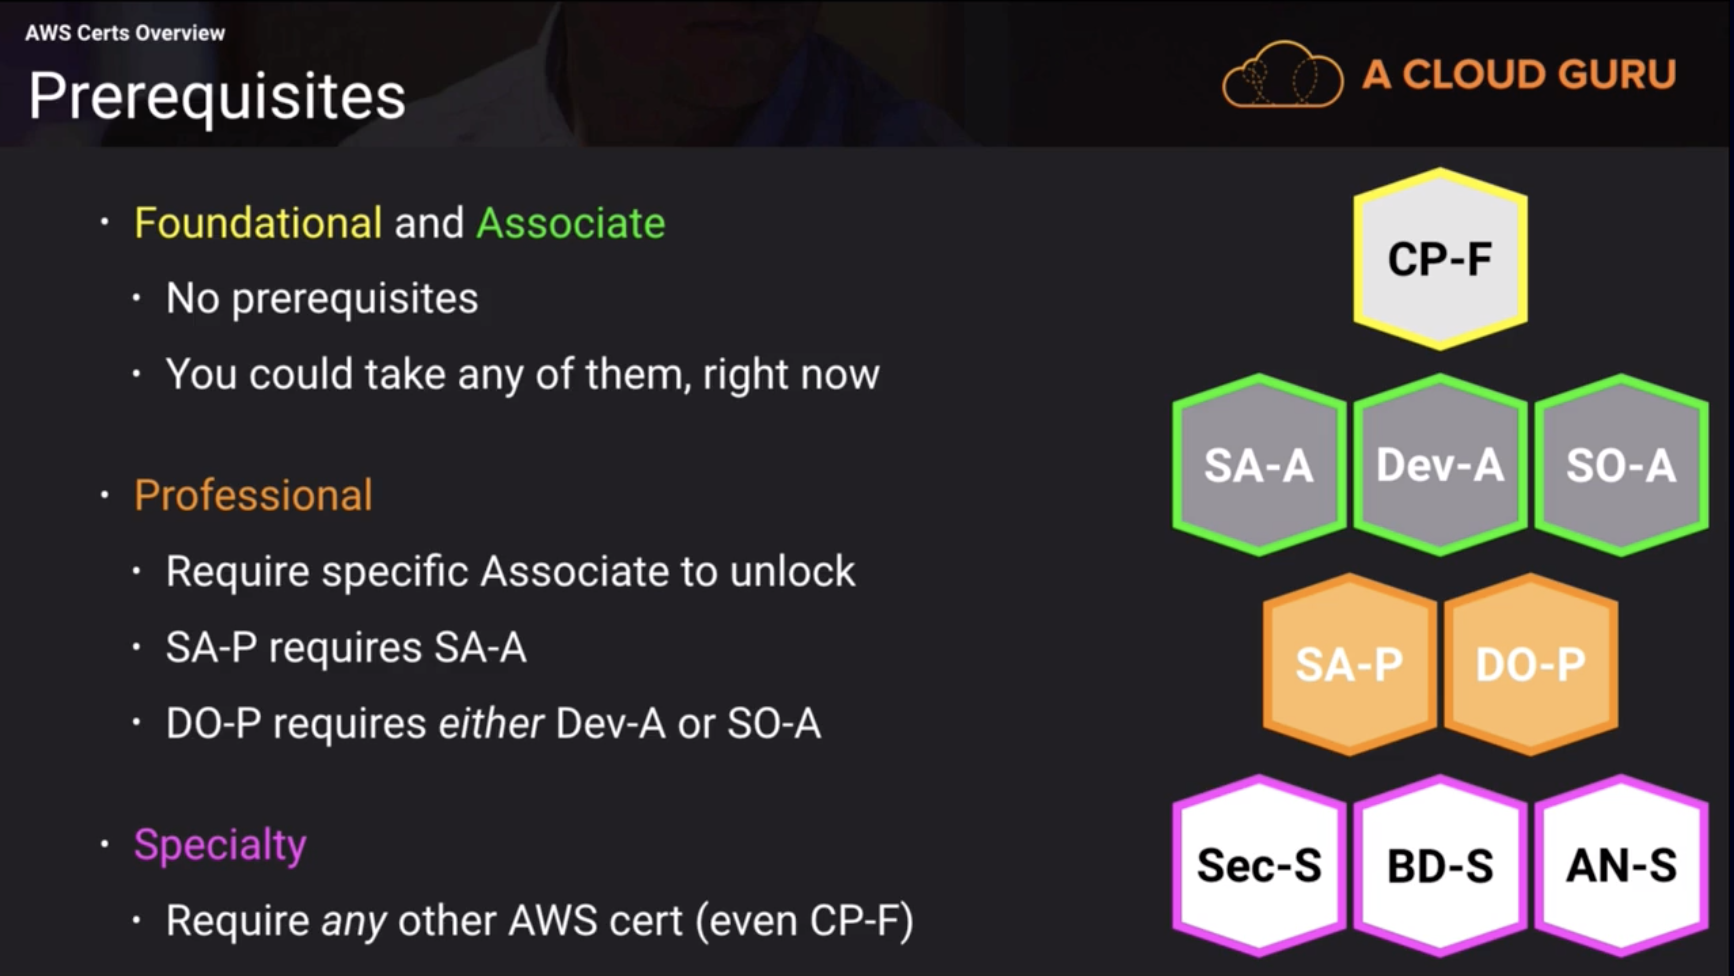 AWS Certs Overview
Prerequisites
A CLOUD GURU
• Foundational and Associate
• No prerequisites
• You could take any of them, right now
• Professional
• Require specific Associate to unlock
• SA-P requires SA-A
• DO-P requires either Dev-A or SO-A
• Specialty
• Require any other AWS cert (even CP-F)
CP-F
SA-A Dev-A SO-A
SA-P DO-P
Sec-S BD-S AN-S